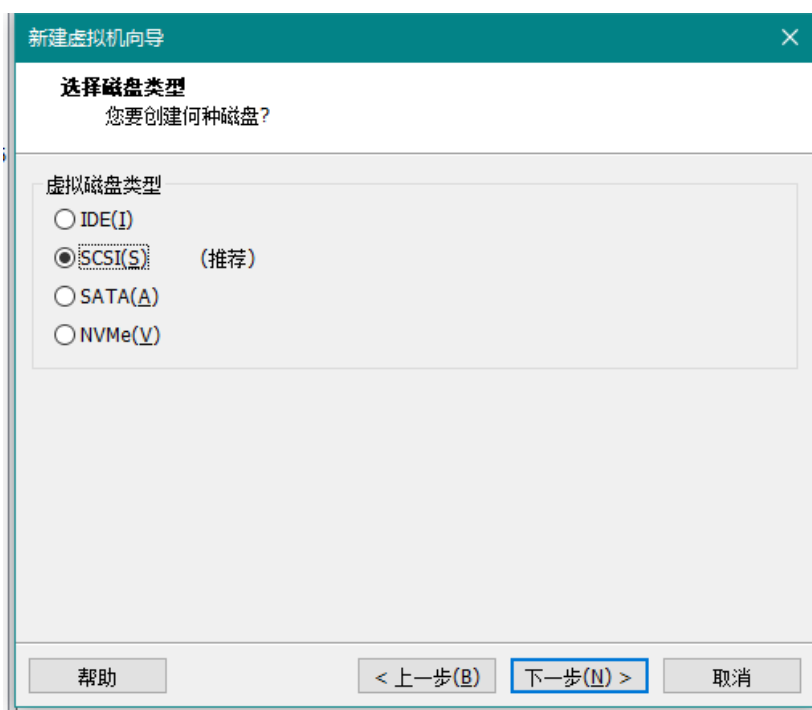 新建虚拟机向导
选择磁盘类型
您要创建何种磁盘?
虚拟磁盘类型
IDE(I)
SCSI(S) (推荐)
SATA(A)
NVMe(V)
帮助 < 上一步(B) 下一步(N) > 取消